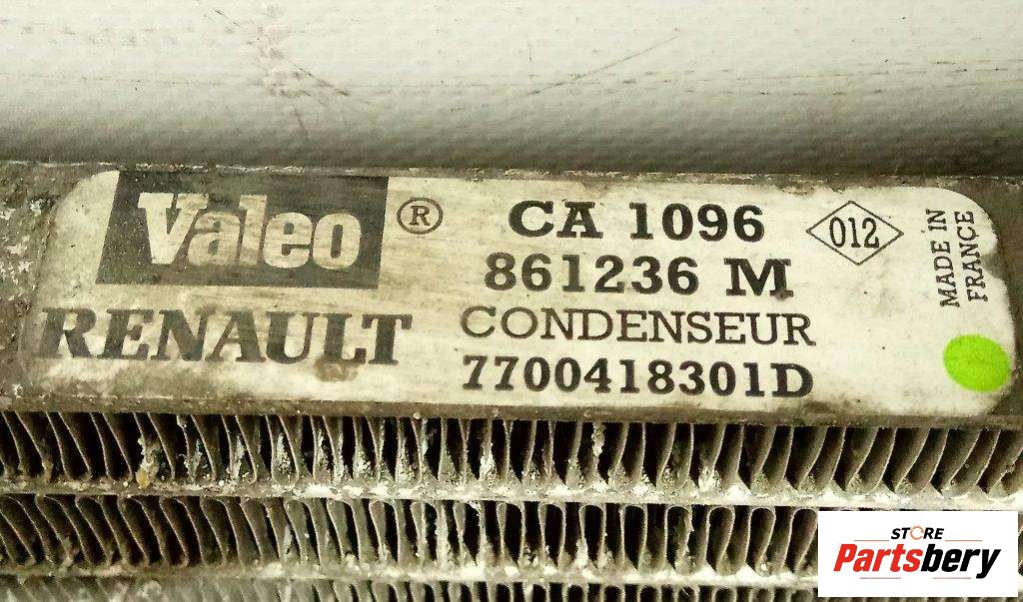 Valeo ®
RENAULT
CA 1096
861236 M
CONDENSEUR
7700418301D
012
MADE IN
FRANCE
STORE
Partsbery